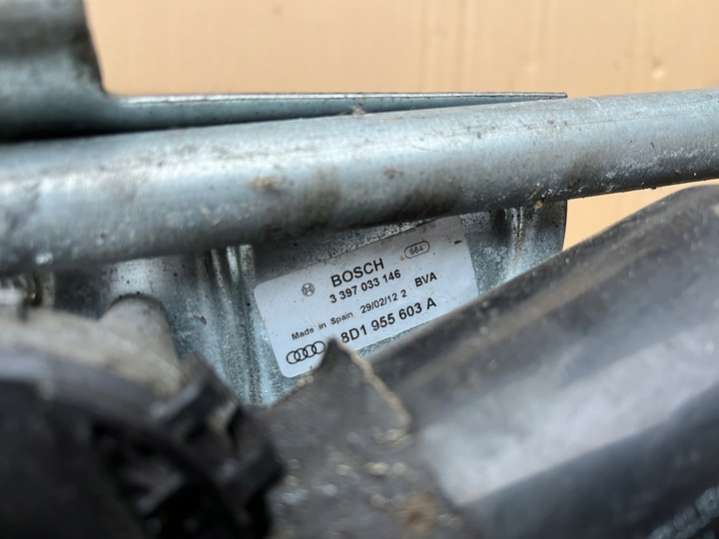 BOSCH
3 397 033 146
Made in Spain 29/02/12 2 BVA
8D1 955 603 A